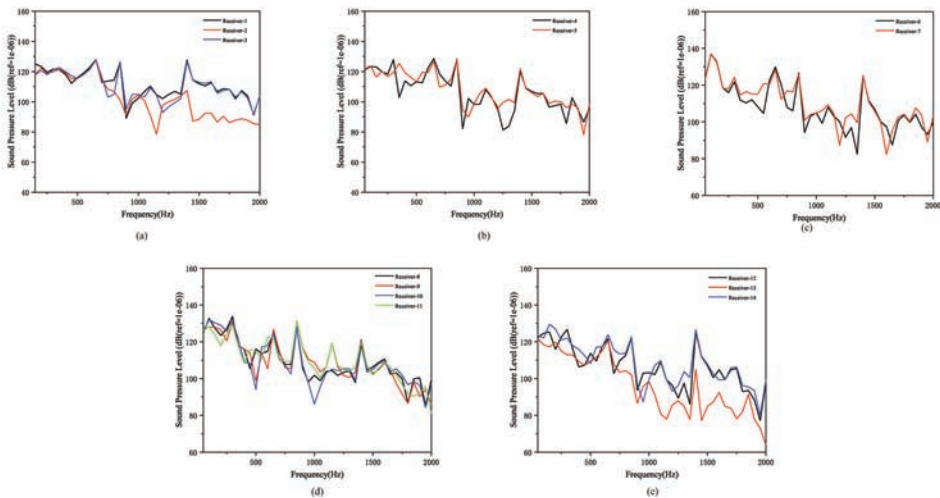 160
140
120
100
80
60
40
500
1000
1500
2000
Sound Pressure Level (dB(ref=1e-06))
Frequency(Hz)
Receiver-1
Receiver-2
Receiver-3
(a)
160
140
120
100
80
60
40
500
1000
1500
2000
Sound Pressure Level (dB(ref=1e-06))
Frequency(Hz)
Receiver-4
Receiver-5
(b)
160
140
120
100
80
60
500
1000
1500
2000
Sound Pressure Level (dB(ref=1e-06))
Frequency(Hz)
Receiver-6
Receiver-7
(c)
160
140
120
100
80
60
500
1000
1500
2000
Sound Pressure Level (dB(ref=1e-06))
Frequency(Hz)
Receiver-8
Receiver-9
Receiver-10
Receiver-11
(d)
160
140
120
100
80
60
500
1000
1500
2000
Sound Pressure Level (dB(ref=1e-06))
Frequency(Hz)
Receiver-12
Receiver-13
Receiver-14
(e)